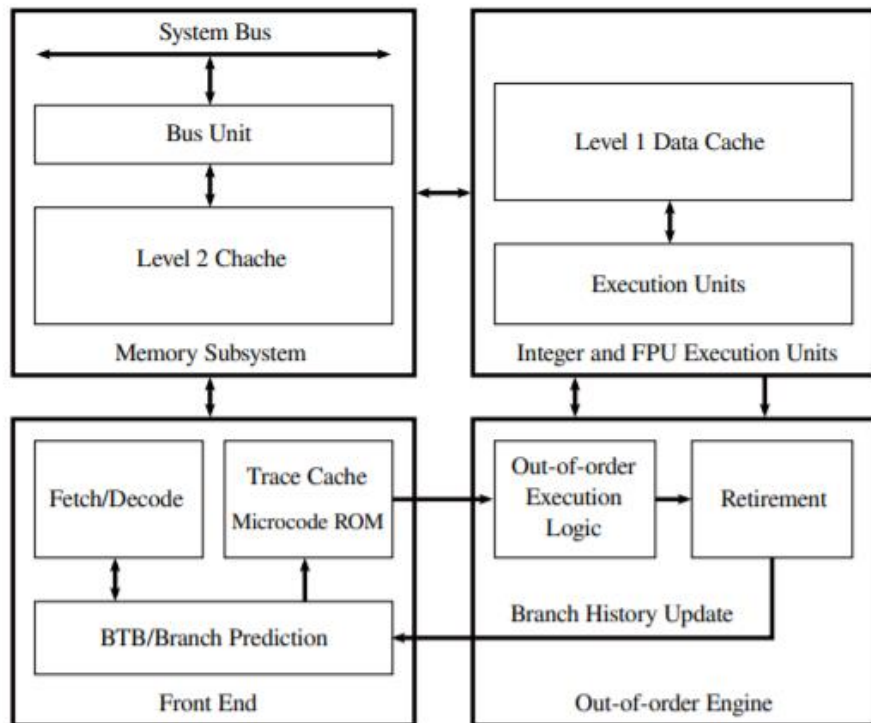 System Bus
Bus Unit
Level 2 Chache
Memory Subsystem
Level 1 Data Cache
Execution Units
Integer and FPU Execution Units
Fetch/Decode
Trace Cache
Microcode ROM
BTB/Branch Prediction
Front End
Out-of-order
Execution
Logic
Retirement
Branch History Update
Out-of-order Engine